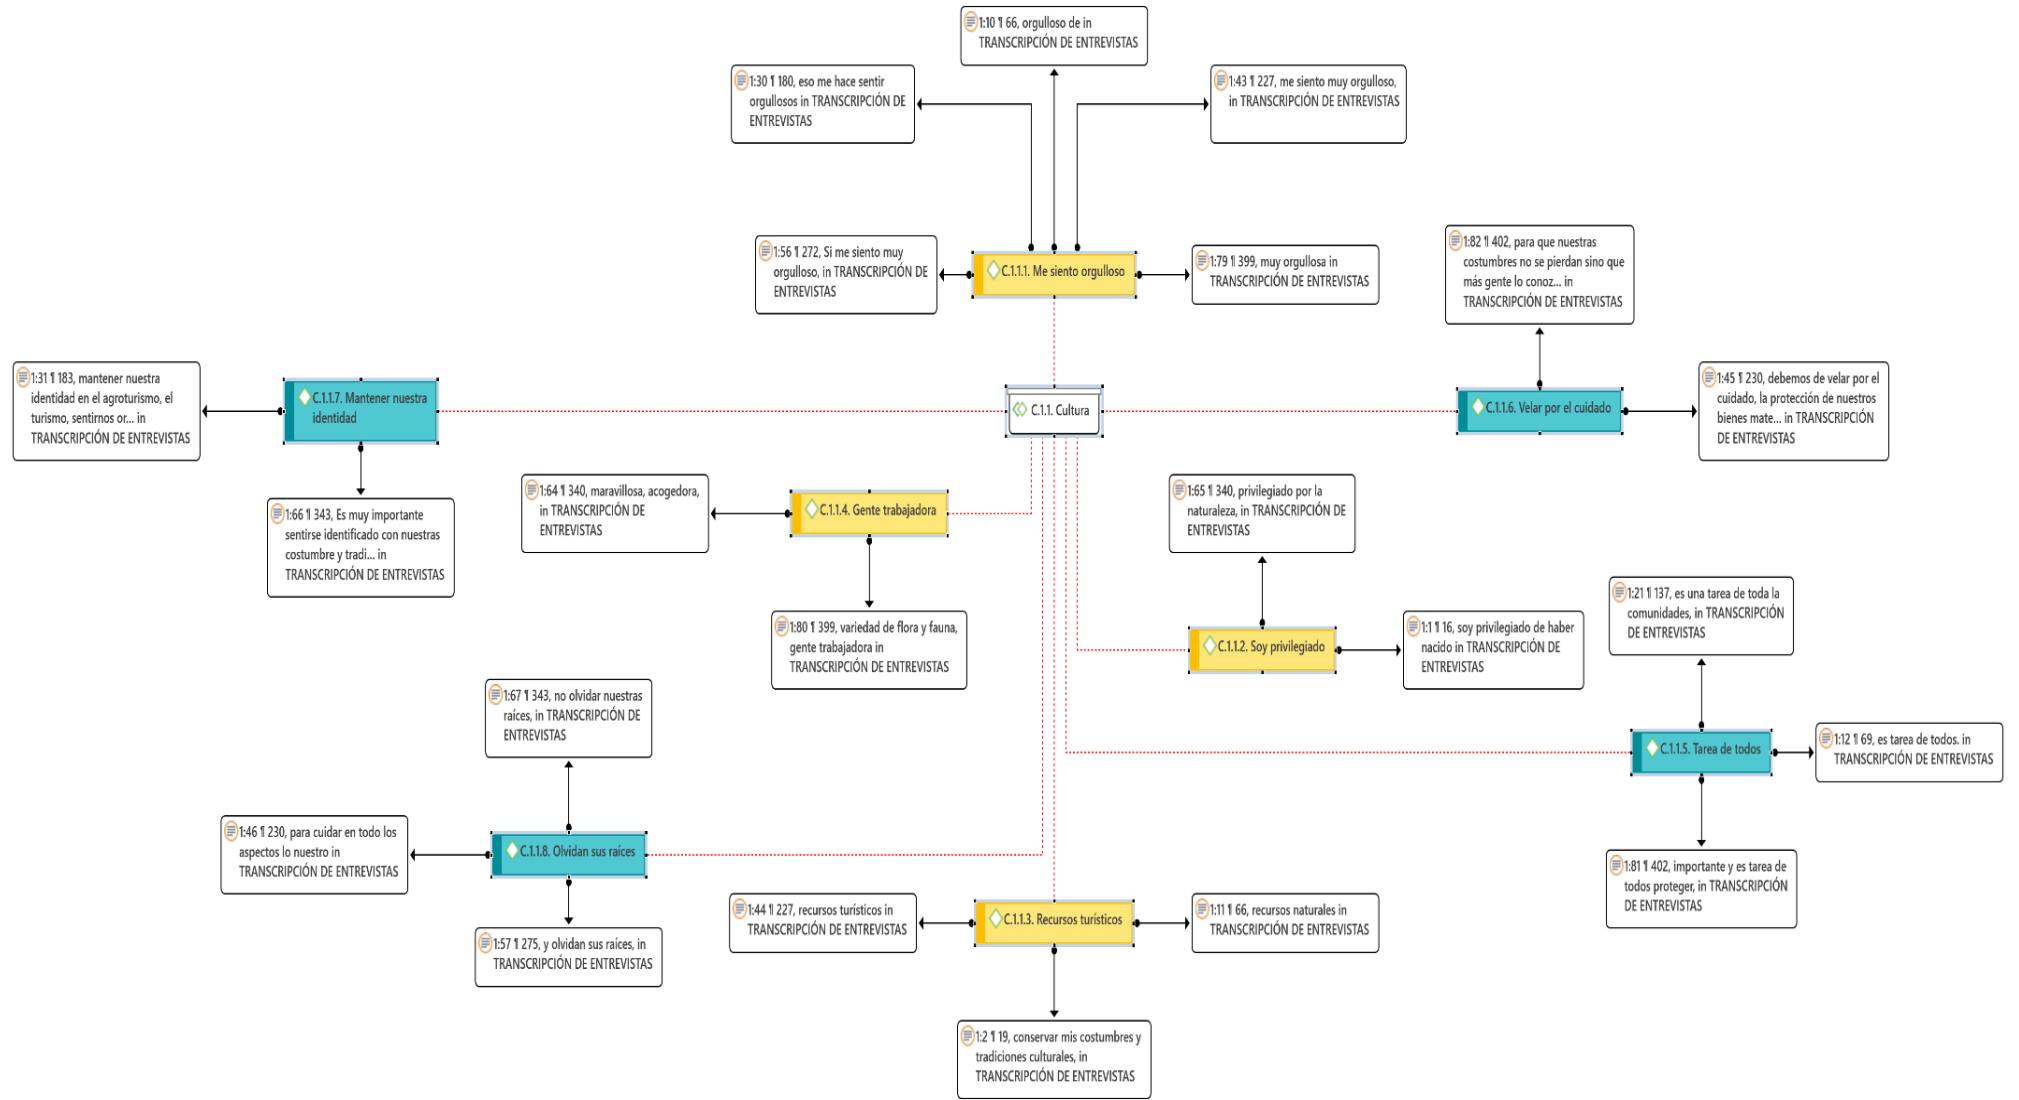 1:10 ¶ 66, orgulloso de in
TRANSCRIPCIÓN DE ENTREVISTAS
1:30 ¶ 180, eso me hace sentir
orgullosos in TRANSCRIPCIÓN DE
ENTREVISTAS
1:43 ¶ 227, me siento muy orgulloso,
in TRANSCRIPCIÓN DE ENTREVISTAS
1:56 ¶ 272, Si me siento muy
orgulloso, in TRANSCRIPCIÓN DE
ENTREVISTAS
C.1.1.1. Me siento orgulloso
1:79 ¶ 399, muy orgullosa in
TRANSCRIPCIÓN DE ENTREVISTAS
1:82 ¶ 402, para que nuestras
costumbres no se pierdan sino que
más gente lo conoz... in
TRANSCRIPCIÓN DE ENTREVISTAS
1:31 ¶ 183, mantener nuestra
identidad en el agroturismo, el
turismo, sentirnos or... in
TRANSCRIPCIÓN DE ENTREVISTAS
C.1.1.7. Mantener nuestra
identidad
C.1.1. Cultura
C.1.1.6. Velar por el cuidado
1:45 ¶ 230, debemos de velar por el
cuidado, la protección de nuestros
bienes mate... in TRANSCRIPCIÓN
DE ENTREVISTAS
1:66 ¶ 343, Es muy importante
sentirse identificado con nuestras
costumbre y tradi... in
TRANSCRIPCIÓN DE ENTREVISTAS
1:64 ¶ 340, maravillosa, acogedora,
in TRANSCRIPCIÓN DE
ENTREVISTAS
C.1.1.4. Gente trabajadora
1:65 ¶ 340, privilegiado por la
naturaleza, in TRANSCRIPCIÓN DE
ENTREVISTAS
1:80 ¶ 399, variedad de flora y fauna,
gente trabajadora in
TRANSCRIPCIÓN DE ENTREVISTAS
C.1.1.2. Soy privilegiado
1:1 ¶ 16, soy privilegiado de haber
nacido in TRANSCRIPCIÓN DE
ENTREVISTAS
1:21 ¶ 137, es una tarea de toda la
comunidades, in TRANSCRIPCIÓN
DE ENTREVISTAS
1:67 ¶ 343, no olvidar nuestras
raíces, in TRANSCRIPCIÓN DE
ENTREVISTAS
C.1.1.5. Tarea de todos
1:12 ¶ 69, es tarea de todos. in
TRANSCRIPCIÓN DE ENTREVISTAS
1:46 ¶ 230, para cuidar en todo los
aspectos lo nuestro in
TRANSCRIPCIÓN DE ENTREVISTAS
C.1.1.8. Olvidan sus raíces
1:81 ¶ 402, importante y es tarea de
todos proteger, in TRANSCRIPCIÓN
DE ENTREVISTAS
1:57 ¶ 275, y olvidan sus raíces, in
TRANSCRIPCIÓN DE ENTREVISTAS
1:44 ¶ 227, recursos turísticos in
TRANSCRIPCIÓN DE ENTREVISTAS
C.1.1.3. Recursos turísticos
1:11 ¶ 66, recursos naturales in
TRANSCRIPCIÓN DE ENTREVISTAS
1:2 ¶ 19, conservar mis costumbres y
tradiciones culturales, in
TRANSCRIPCIÓN DE ENTREVISTAS